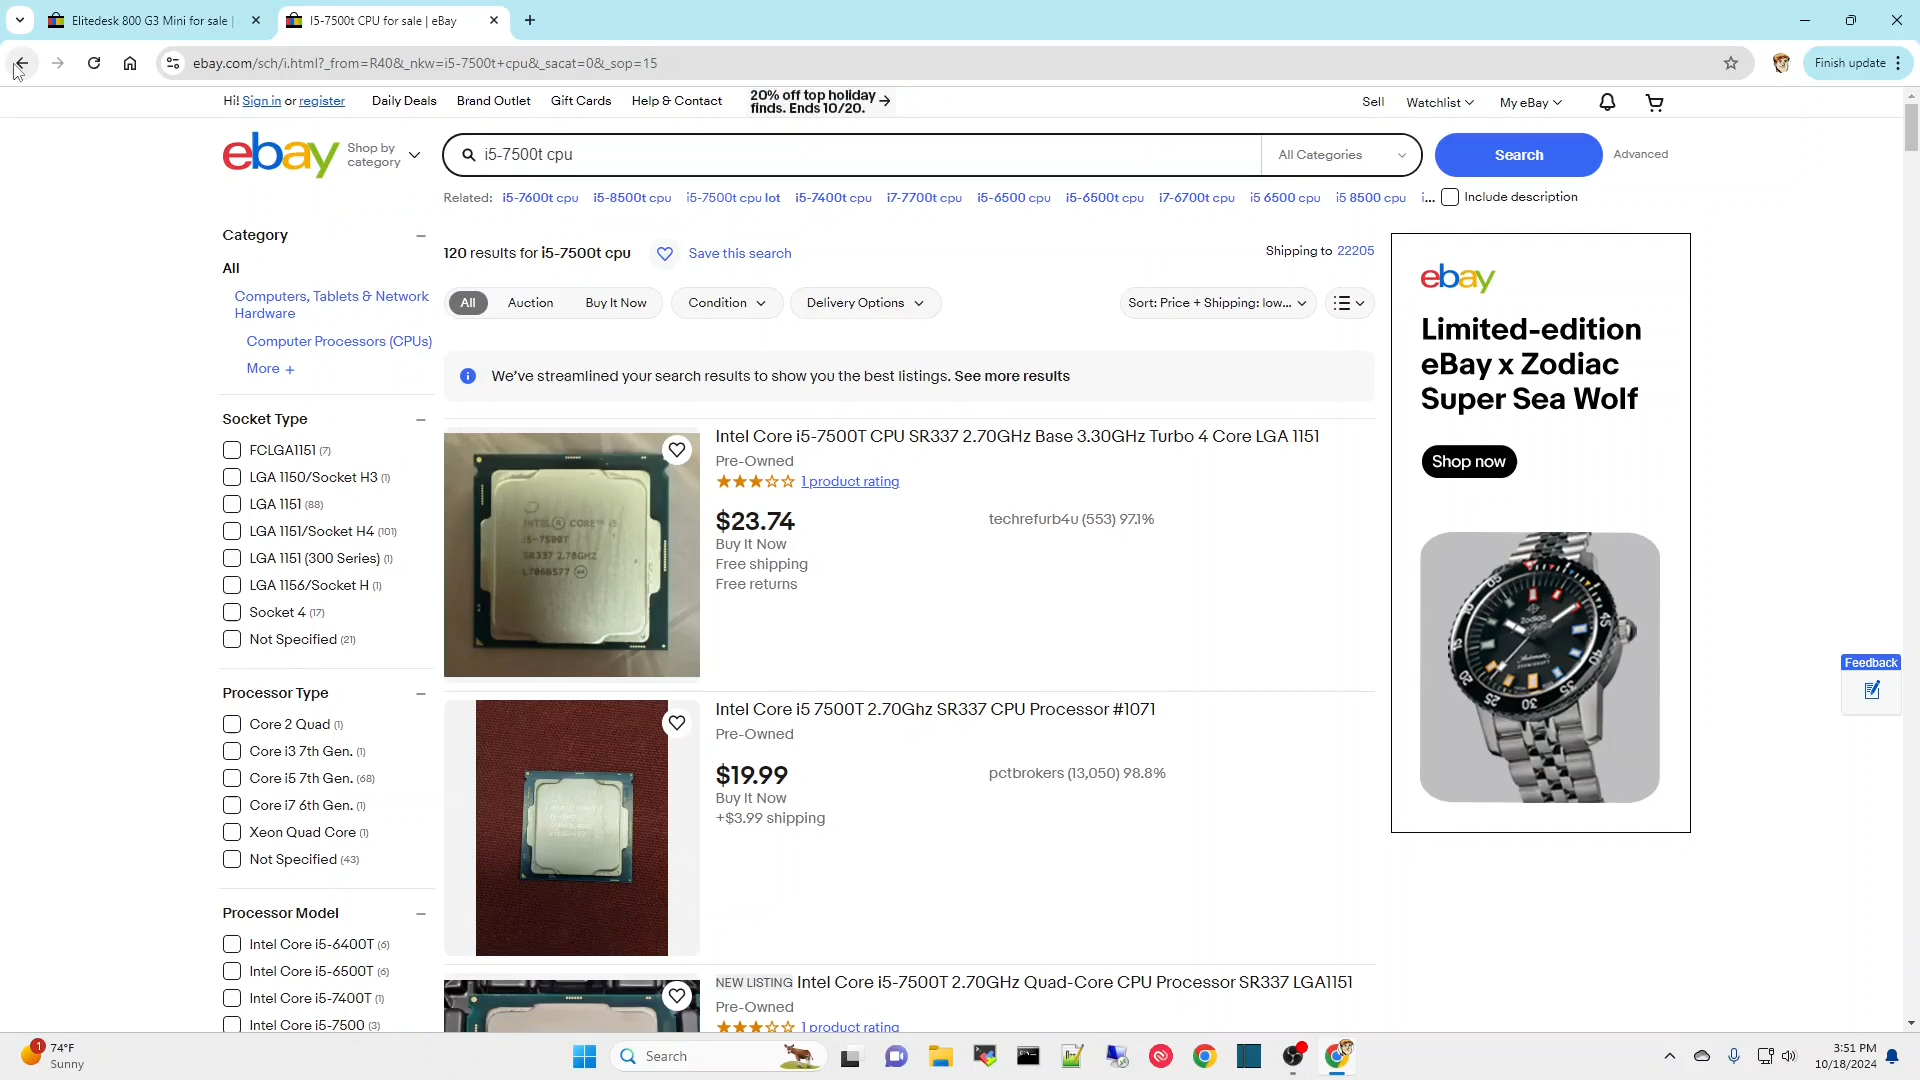 Elitedesk 800 G3 Mini for sale |
I5-7500t CPU for sale | eBay
ebay.com/sch/i.html?_from=R40&_nkw=i5-7500t+cpu&_sacat=0&_sop=15
Finish update
Hi! Sign in or register
Daily Deals
Brand Outlet
Gift Cards
Help & Contact
20% off top holiday
finds. Ends 10/20.
Sell
Watchlist
My eBay
ebay
Shop by
category
i5-7500t cpu
All Categories
Search
Advanced
Related: i5-7600t cpu i5-8500t cpu i5-7500t cpu lot i5-7400t cpu i7-7700t cpu i5-6500 cpu i5-6500t cpu i7-6700t cpu i5 6500 cpu i5 8500 cpu i...
Include description
Category
All
Computers, Tablets & Network
Hardware
Computer Processors (CPUs)
More +
Socket Type
FCLGA1151 (7)
LGA 1150/Socket H3 (1)
LGA 1151 (88)
LGA 1151/Socket H4 (101)
LGA 1151 (300 Series) (1)
LGA 1156/Socket H (1)
Socket 4 (17)
Not Specified (21)
Processor Type
Core 2 Quad (1)
Core i3 7th Gen. (1)
Core i5 7th Gen. (68)
Core i7 6th Gen. (1)
Xeon Quad Core (1)
Not Specified (43)
Processor Model
Intel Core i5-6400T (6)
Intel Core i5-6500T (6)
Intel Core i5-7400T (1)
Intel Core i5-7500 (3)
120 results for i5-7500t cpu
Save this search
Shipping to 22205
All
Auction
Buy It Now
Condition
Delivery Options
Sort: Price + Shipping: low...
We've streamlined your search results to show you the best listings. See more results
INTEL® CORE™ i5
i5-7500T
SR337 2.70GHZ
Intel Core i5-7500T CPU SR337 2.70GHz Base 3.30GHz Turbo 4 Core LGA 1151
Pre-Owned
1 product rating
$23.74
Buy It Now
Free shipping
Free returns
techrefurb4u (553) 97.1%
Intel Core i5 7500T 2.70Ghz SR337 CPU Processor #1071
Pre-Owned
$19.99
Buy It Now
+$3.99 shipping
pctbrokers (13,050) 98.8%
NEW LISTING Intel Core i5-7500T 2.70GHz Quad-Core CPU Processor SR337 LGA1151
Pre-Owned
1 product rating
ebay
Limited-edition
eBay x Zodiac
Super Sea Wolf
Shop now
Zodiac
Feedback
1
74°F
Sunny
Search
3:51 PM
10/18/2024